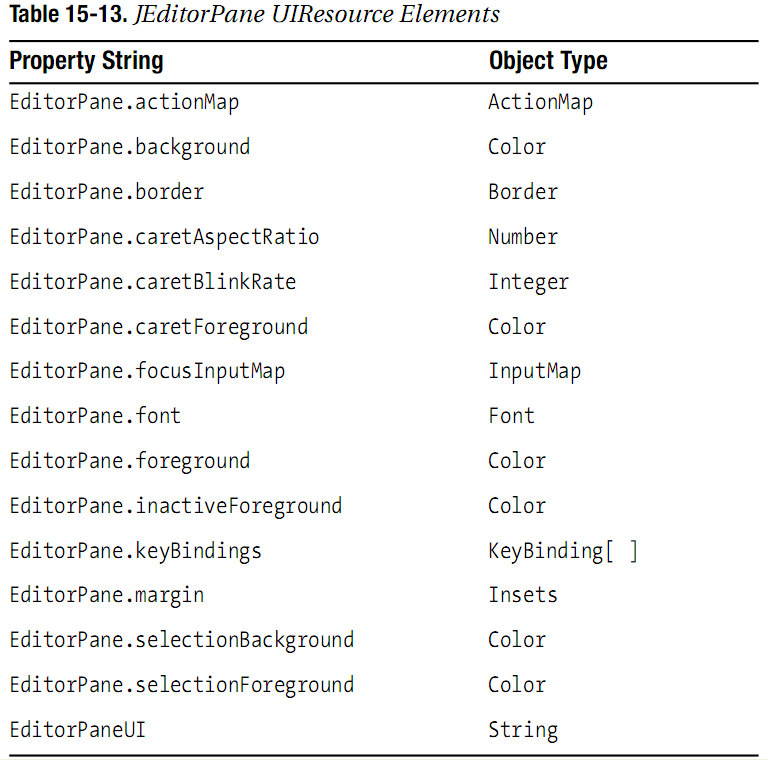 Table 15-13. JEditorPane UIResource Elements
Property String Object Type
EditorPane.actionMap ActionMap
EditorPane.background Color
EditorPane.border Border
EditorPane.caretAspectRatio Number
EditorPane.caretBlinkRate Integer
EditorPane.caretForeground Color
EditorPane.focusInputMap InputMap
EditorPane.font Font
EditorPane.foreground Color
EditorPane.inactiveForeground Color
EditorPane.keyBindings KeyBinding[ ]
EditorPane.margin Insets
EditorPane.selectionBackground Color
EditorPane.selectionForeground Color
EditorPaneUI String